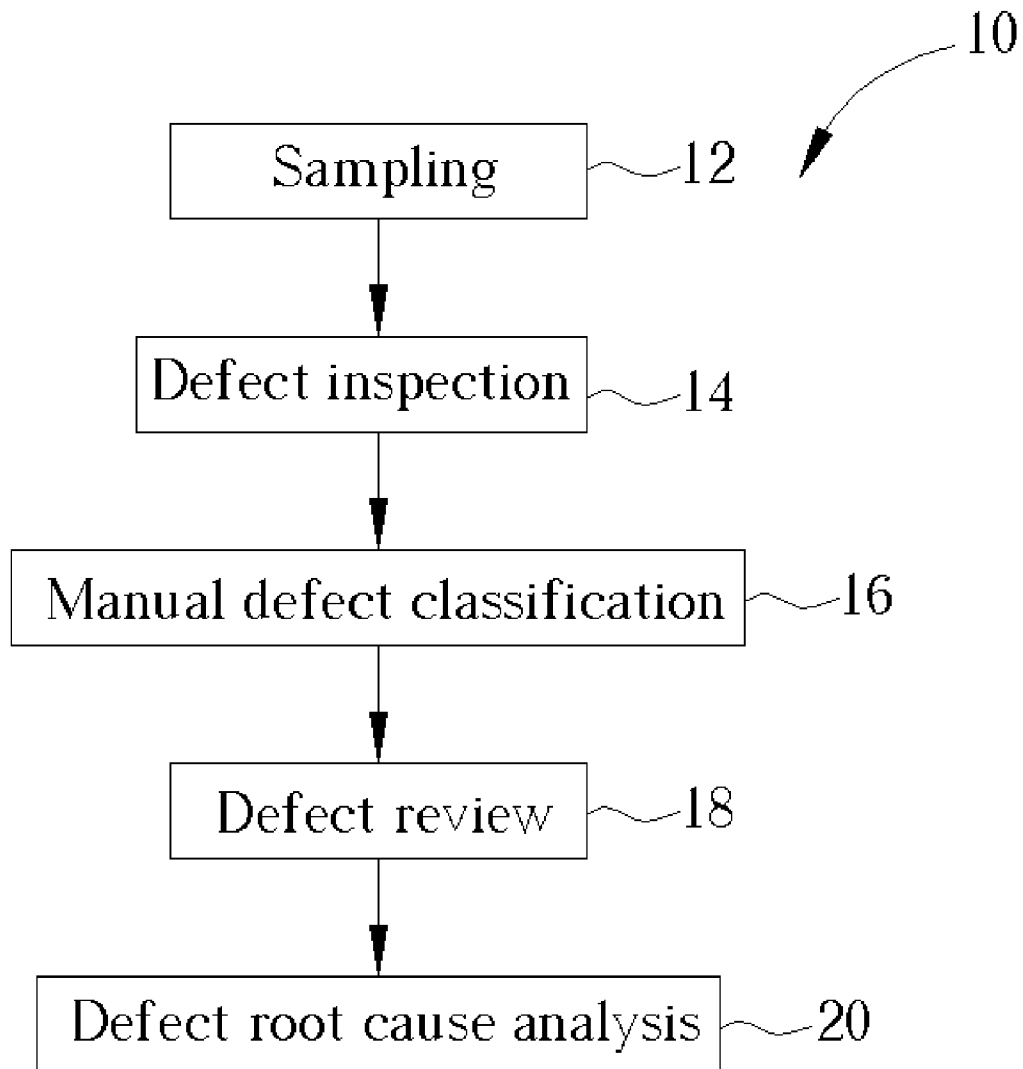 10
Sampling 12
Defect inspection 14
Manual defect classification 16
Defect review 18
Defect root cause analysis 20